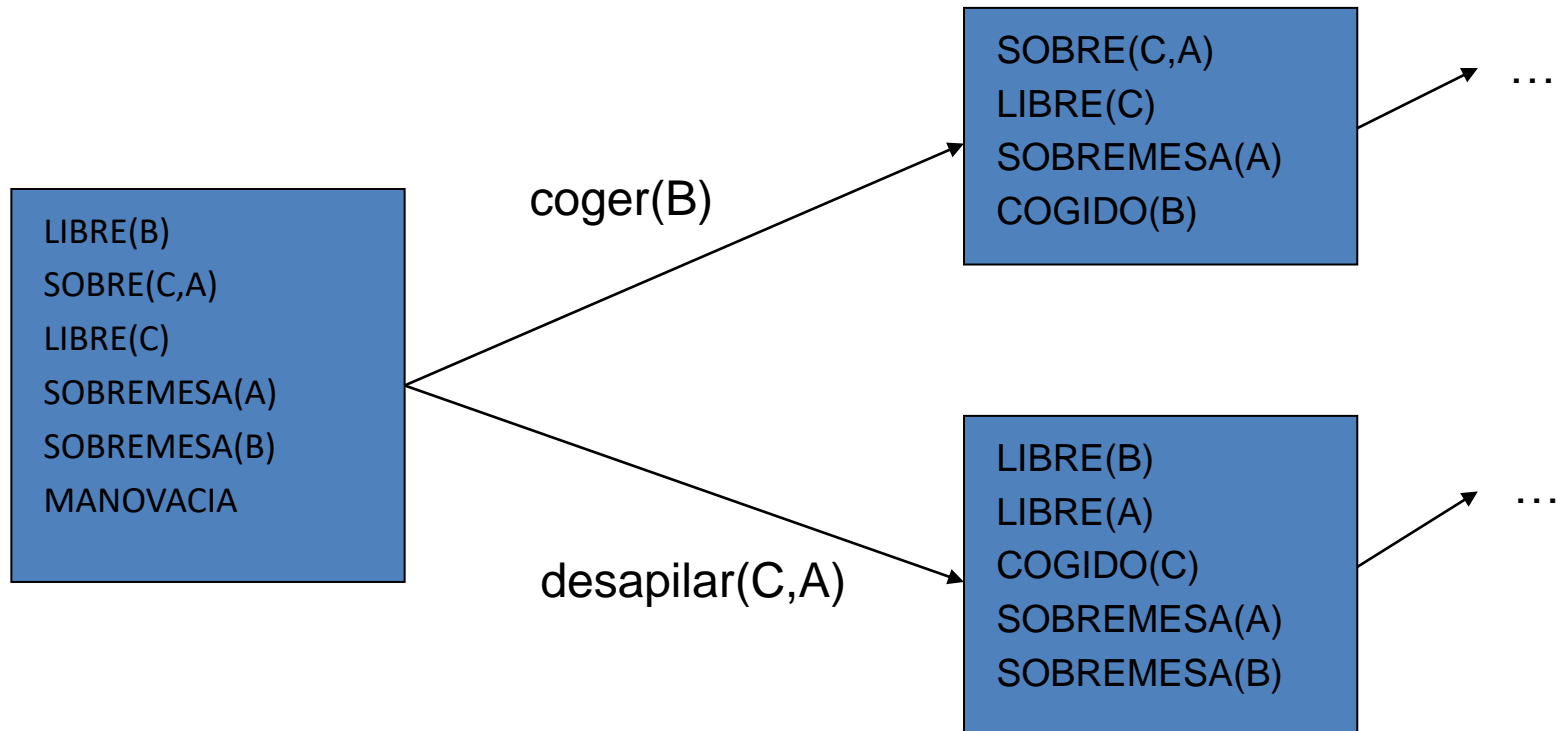 LIBRE(B)
SOBRE(C,A)
LIBRE(C)
SOBREMESA(A)
SOBREMESA(B)
MANOVACIA
coger(B)
desapilar(C,A)
SOBRE(C,A)
LIBRE(C)
SOBREMESA(A)
COGIDO(B)
...
LIBRE(B)
LIBRE(A)
COGIDO(C)
SOBREMESA(A)
SOBREMESA(B)
...